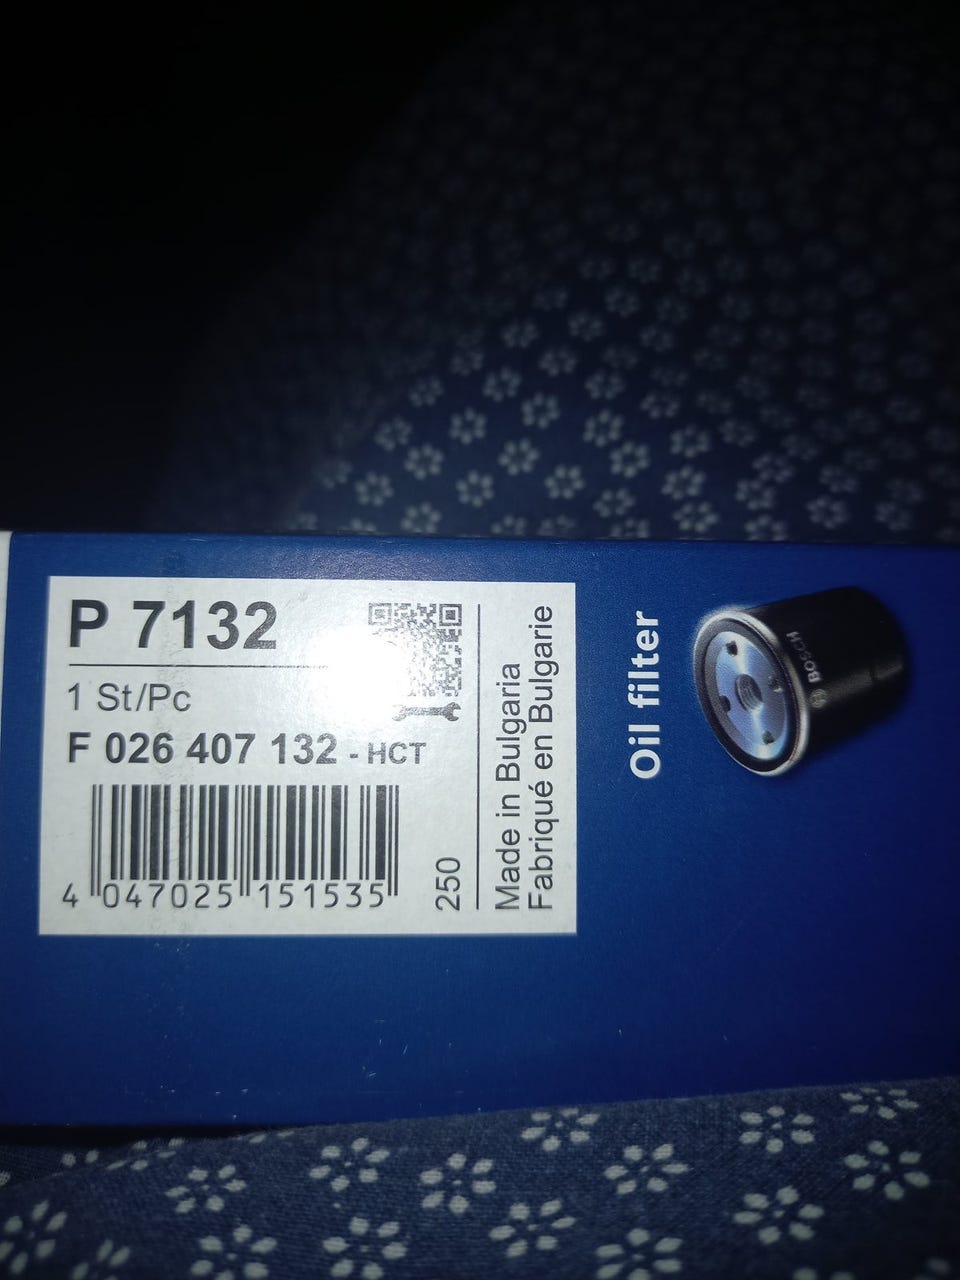 P 7132
1 St/Pc
F 026 407 132 - HCT
4 047025 151535
250
Made in Bulgaria
Fabriqué en Bulgarie
Oil filter
BOSCH